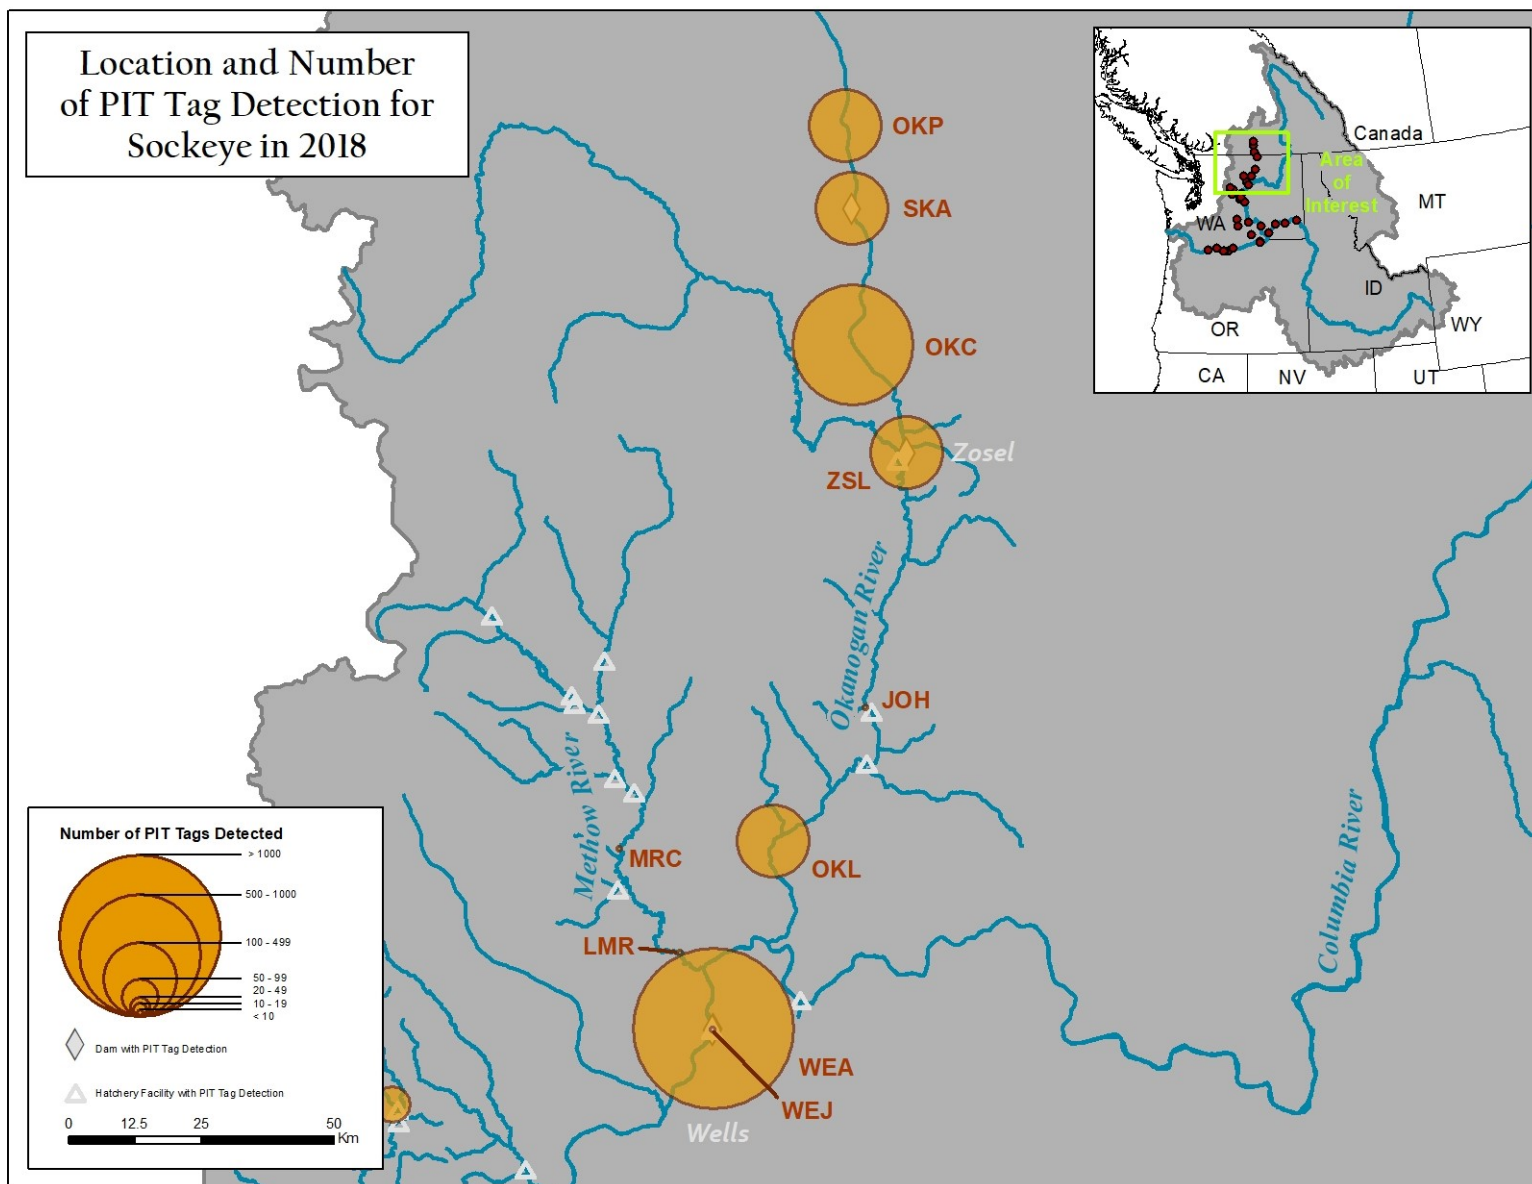 Location and Number
of PIT Tag Detection for
Sockeye in 2018
OKP
SKA
OKC
Zosel
ZSL
Okanogan River
JOH
Methow River
MRC
OKL
LMR
WEA
WEJ
Wells
Columbia River
Canada
Area
of
Interest
MT
WA
ID
OR
WY
CA
NV
UT
Number of PIT Tags Detected
> 1000
500 - 1000
100 - 499
50 - 99
20 - 49
10 - 19
< 10
Dam with PIT Tag Detection
Hatchery Facility with PIT Tag Detection
0 12.5 25 50
Km